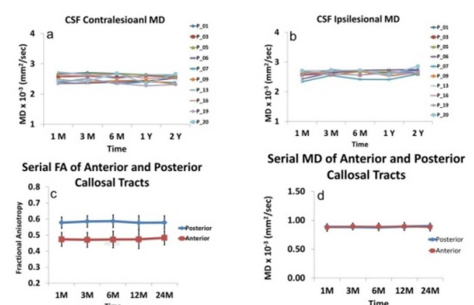 CSF Contralesioanl MD
a
MD x 10⁻³ (mm²/sec)
4
3
2
1
1 M 3 M 6 M 1 Y 2 Y
Time
P_01
P_03
P_05
P_06
P_07
P_09
P_13
P_16
P_19
P_20
CSF Ipsilesional MD
b
MD x 10⁻³ (mm²/sec)
4
3
2
1
1 M 3 M 6 M 1 Y 2 Y
Time
P_01
P_03
P_05
P_06
P_07
P_09
P_13
P_16
P_19
P_20
Serial FA of Anterior and Posterior
Callosal Tracts
c
Fractional Anisotropy
0.8
0.7
0.6
0.5
0.4
0.3
0.2
1M 3M 6M 12M 24M
Time
Posterior
Anterior
Serial MD of Anterior and Posterior
Callosal Tracts
d
MD x 10⁻³ (mm²/sec)
1.50
1.00
0.50
0.00
1M 3M 6M 12M 24M
Time
Posterior
Anterior